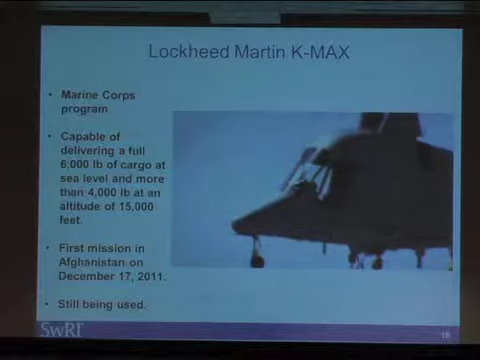 Lockheed Martin K-MAX
• Marine Corps
program
• Capable of
delivering a full
6,000 lb of cargo at
sea level and more
than 4,000 lb at an
altitude of 15,000
feet.
• First mission in
Afghanistan on
December 17, 2011.
• Still being used.
SwRI